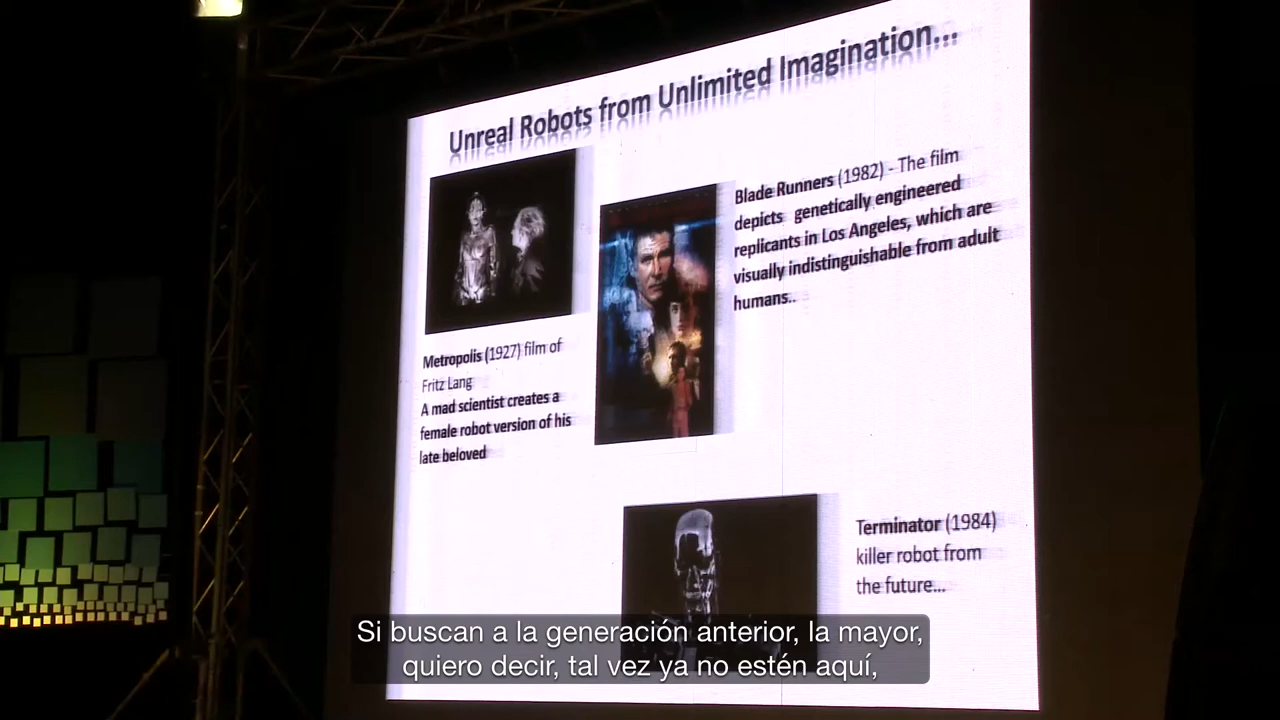 Unreal Robots from Unlimited Imagination...
Blade Runners (1982) - The film
depicts genetically engineered
replicants in Los Angeles, which are
visually indistinguishable from adult
humans..
Metropolis (1927) film of
Fritz Lang
A mad scientist creates a
female robot version of his
late beloved
Terminator (1984)
killer robot from
the future...
Si buscan a la generación anterior, la mayor,
quiero decir, tal vez ya no estén aquí,